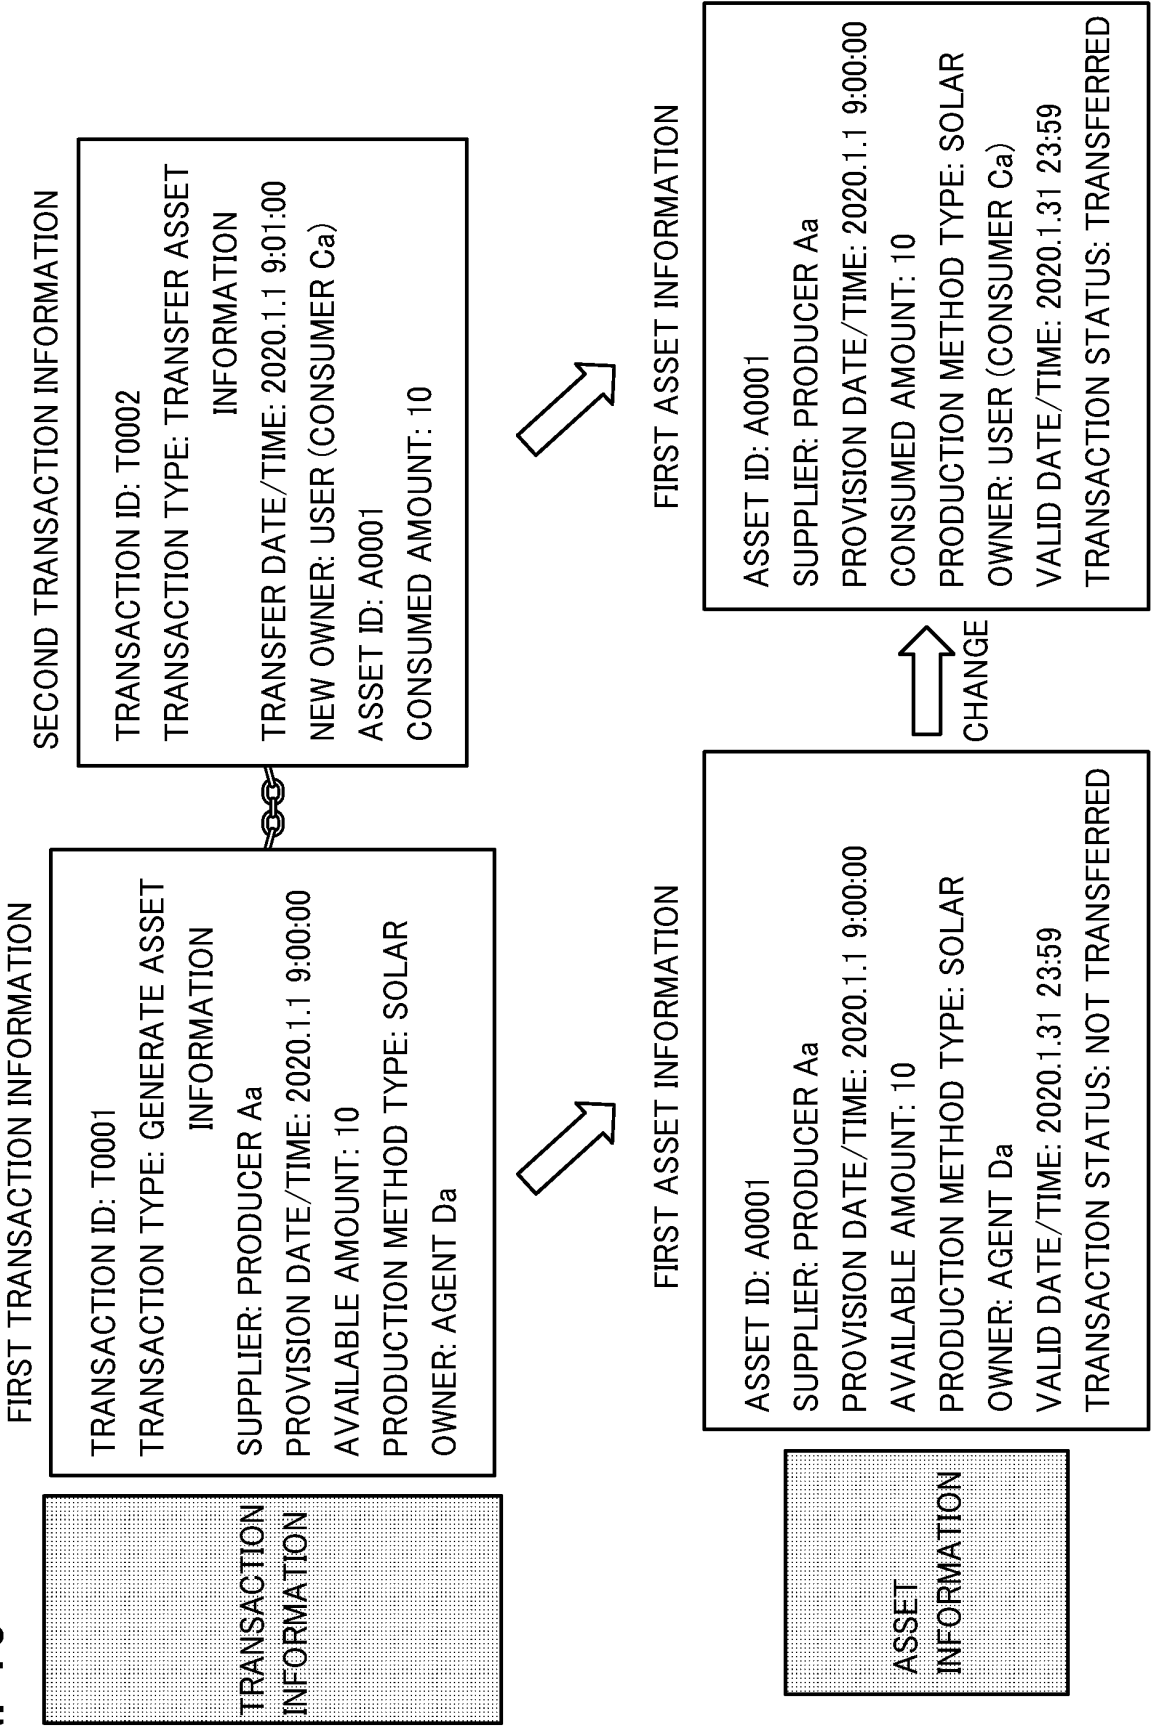 TRANSACTION
INFORMATION
FIRST TRANSACTION INFORMATION
TRANSACTION ID: T0001
TRANSACTION TYPE: GENERATE ASSET
INFORMATION
SUPPLIER: PRODUCER Aa
PROVISION DATE/TIME: 2020.1.1 9:00:00
AVAILABLE AMOUNT: 10
PRODUCTION METHOD TYPE: SOLAR
OWNER: AGENT Da
SECOND TRANSACTION INFORMATION
TRANSACTION ID: T0002
TRANSACTION TYPE: TRANSFER ASSET
INFORMATION
TRANSFER DATE/TIME: 2020.1.1 9:01:00
NEW OWNER: USER (CONSUMER Ca)
ASSET ID: A0001
CONSUMED AMOUNT: 10
ASSET
INFORMATION
FIRST ASSET INFORMATION
ASSET ID: A0001
SUPPLIER: PRODUCER Aa
PROVISION DATE/TIME: 2020.1.1 9:00:00
AVAILABLE AMOUNT: 10
PRODUCTION METHOD TYPE: SOLAR
OWNER: AGENT Da
VALID DATE/TIME: 2020.1.31 23:59
TRANSACTION STATUS: NOT TRANSFERRED
CHANGE
FIRST ASSET INFORMATION
ASSET ID: A0001
SUPPLIER: PRODUCER Aa
PROVISION DATE/TIME: 2020.1.1 9:00:00
CONSUMED AMOUNT: 10
PRODUCTION METHOD TYPE: SOLAR
OWNER: USER (CONSUMER Ca)
VALID DATE/TIME: 2020.1.31 23:59
TRANSACTION STATUS: TRANSFERRED